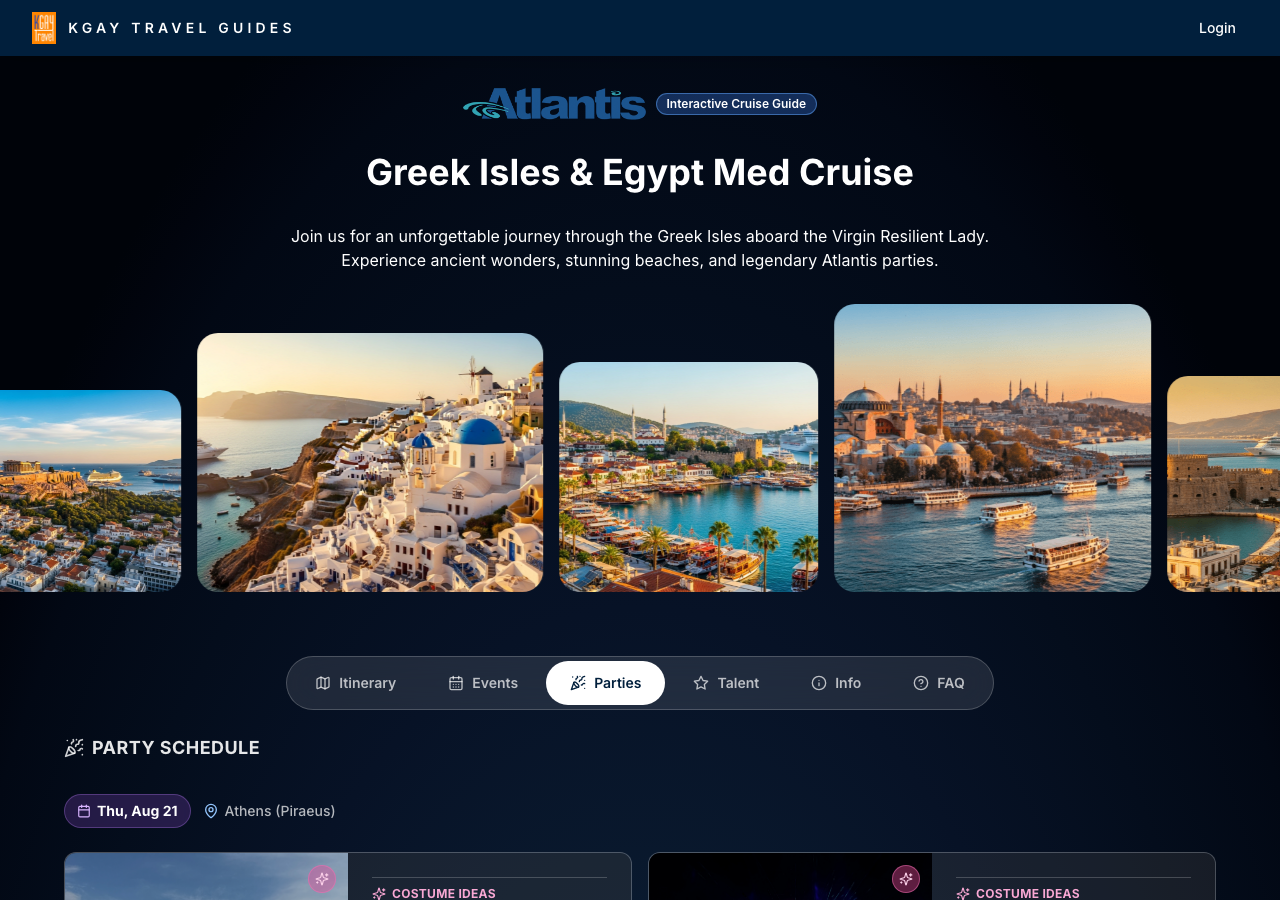 KGAY TRAVEL GUIDES
Login
Atlantis
Interactive Cruise Guide
Greek Isles & Egypt Med Cruise
Join us for an unforgettable journey through the Greek Isles aboard the Virgin Resilient Lady.
Experience ancient wonders, stunning beaches, and legendary Atlantis parties.
Itinerary
Events
Parties
Talent
Info
FAQ
PARTY SCHEDULE
Thu, Aug 21
Athens (Piraeus)
COSTUME IDEAS
COSTUME IDEAS